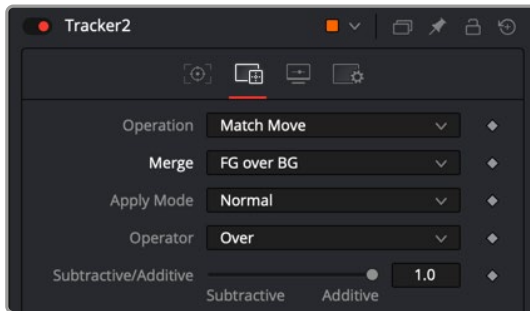 Tracker2
Operation Match Move
Merge FG over BG
Apply Mode Normal
Operator Over
Subtractive/Additive 1.0
Subtractive Additive